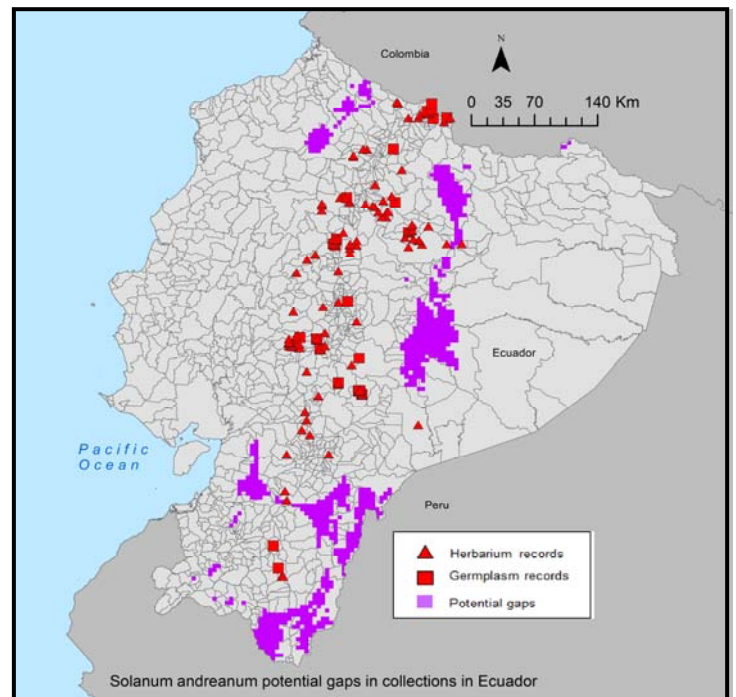 Colombia
N
0 35 70 140 Km
Ecuador
Pacific
Ocean
Peru
Herbarium records
Germplasm records
Potential gaps
Solanum andreanum potential gaps in collections in Ecuador